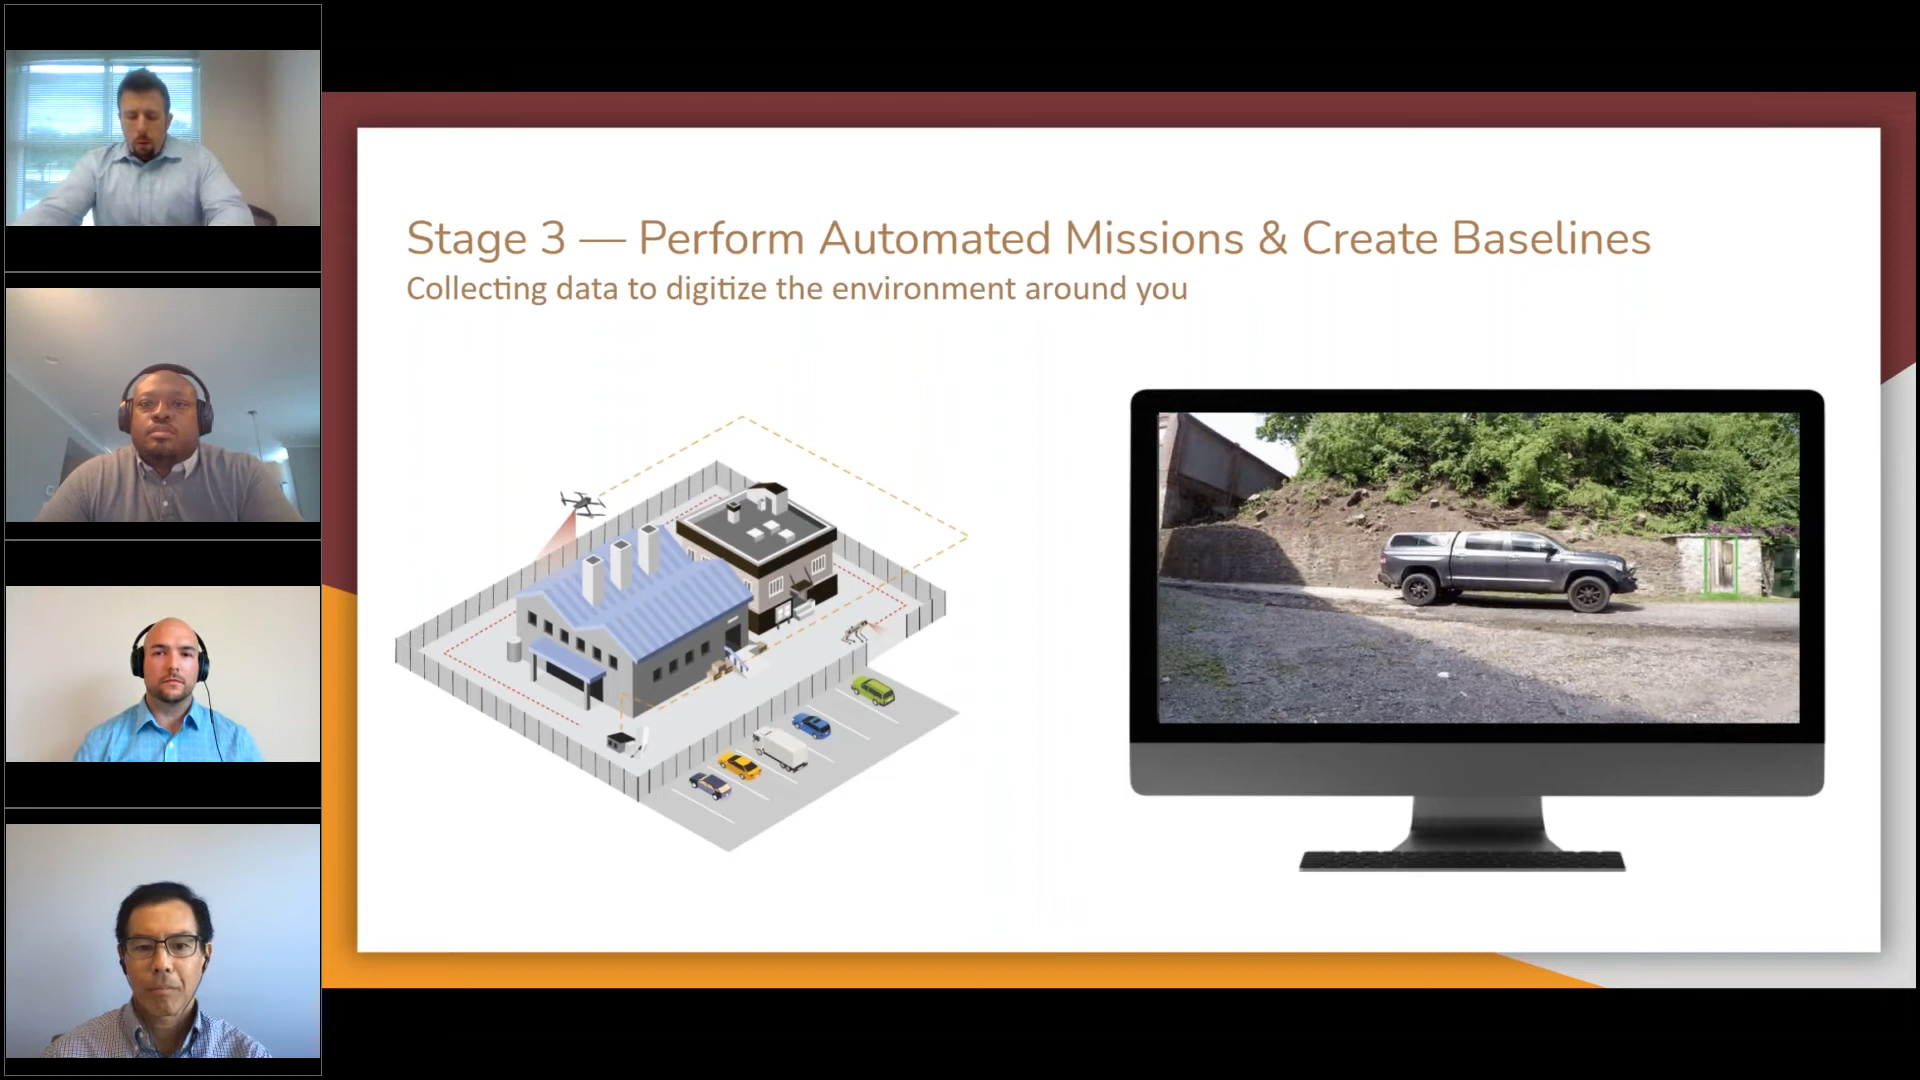 Stage 3 — Perform Automated Missions & Create Baselines
Collecting data to digitize the environment around you